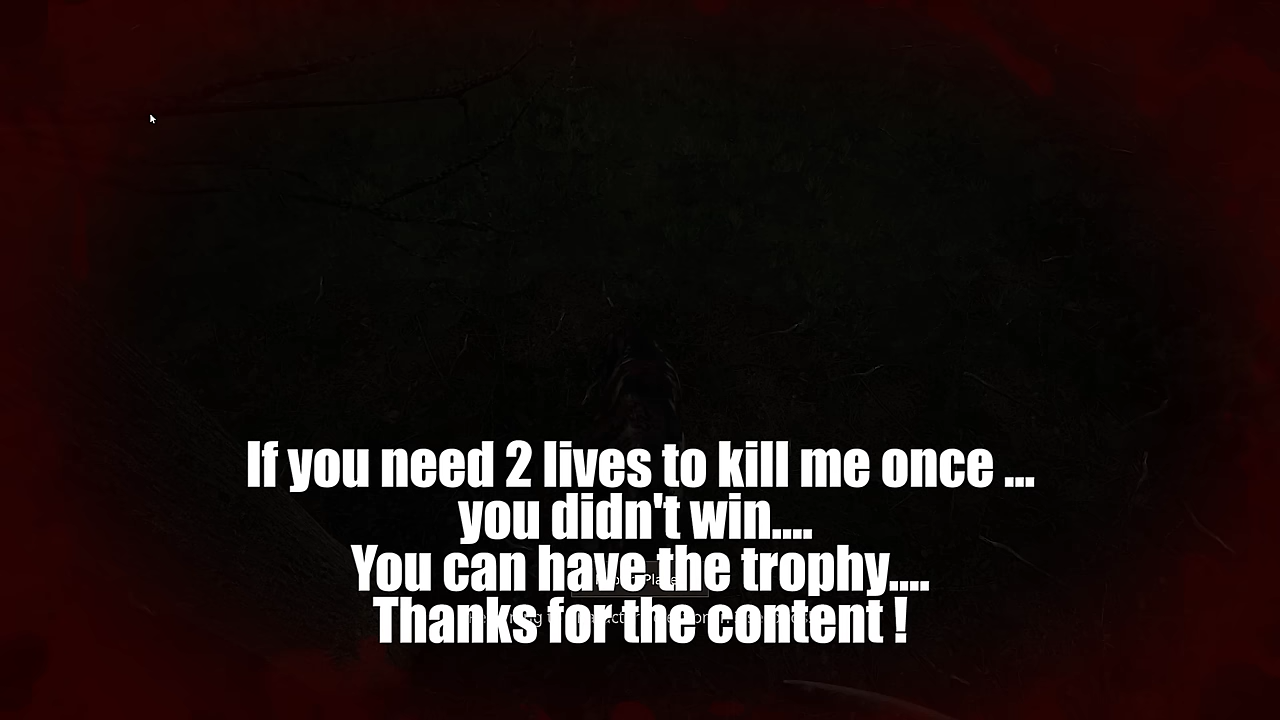 If you need 2 lives to kill me once ...
you didn't win....
You can have the trophy....
Thanks for the content !